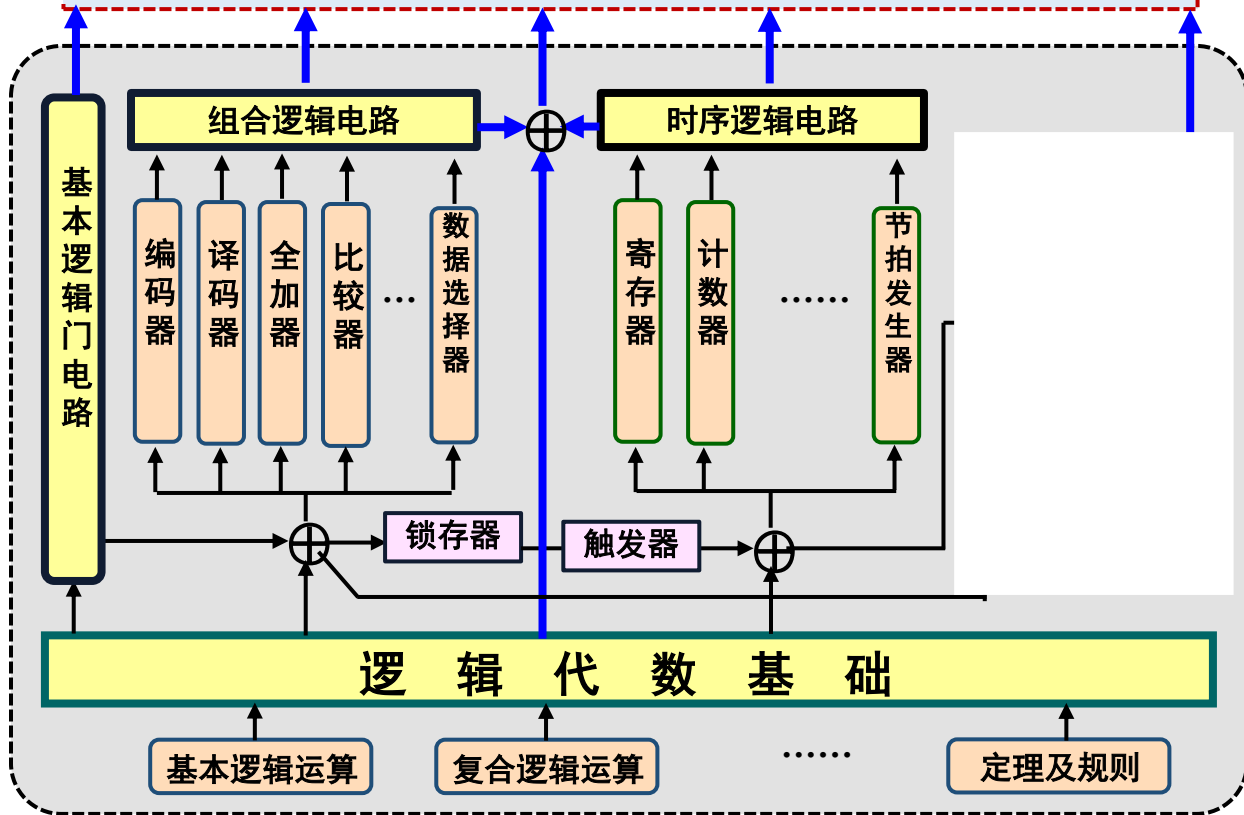 组合逻辑电路
时序逻辑电路
基本逻辑门电路
编码器
译码器
全加器
比较器
……
数据选择器
寄存器
计数器
…….
节拍发生器
锁存器
触发器
逻辑代数基础
基本逻辑运算
复合逻辑运算
……
定理及规则